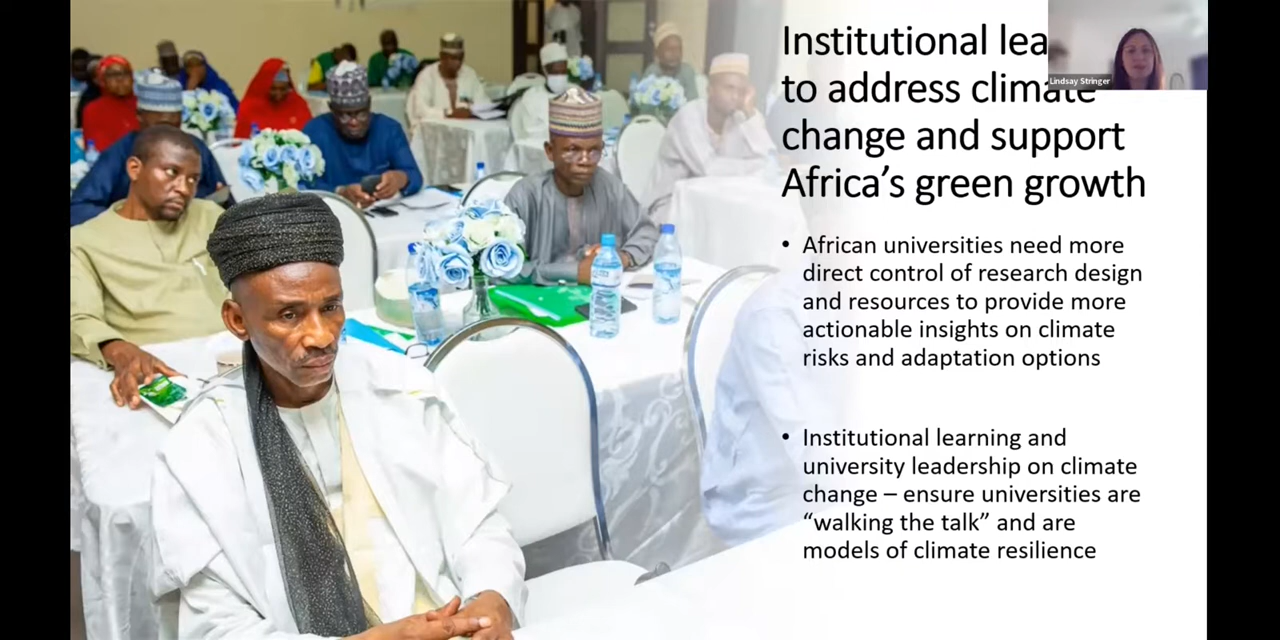 Institutional lea
to address climate
change and support
Africa’s green growth
Lindsay Stringer
• African universities need more
direct control of research design
and resources to provide more
actionable insights on climate
risks and adaptation options
• Institutional learning and
university leadership on climate
change – ensure universities are
“walking the talk” and are
models of climate resilience